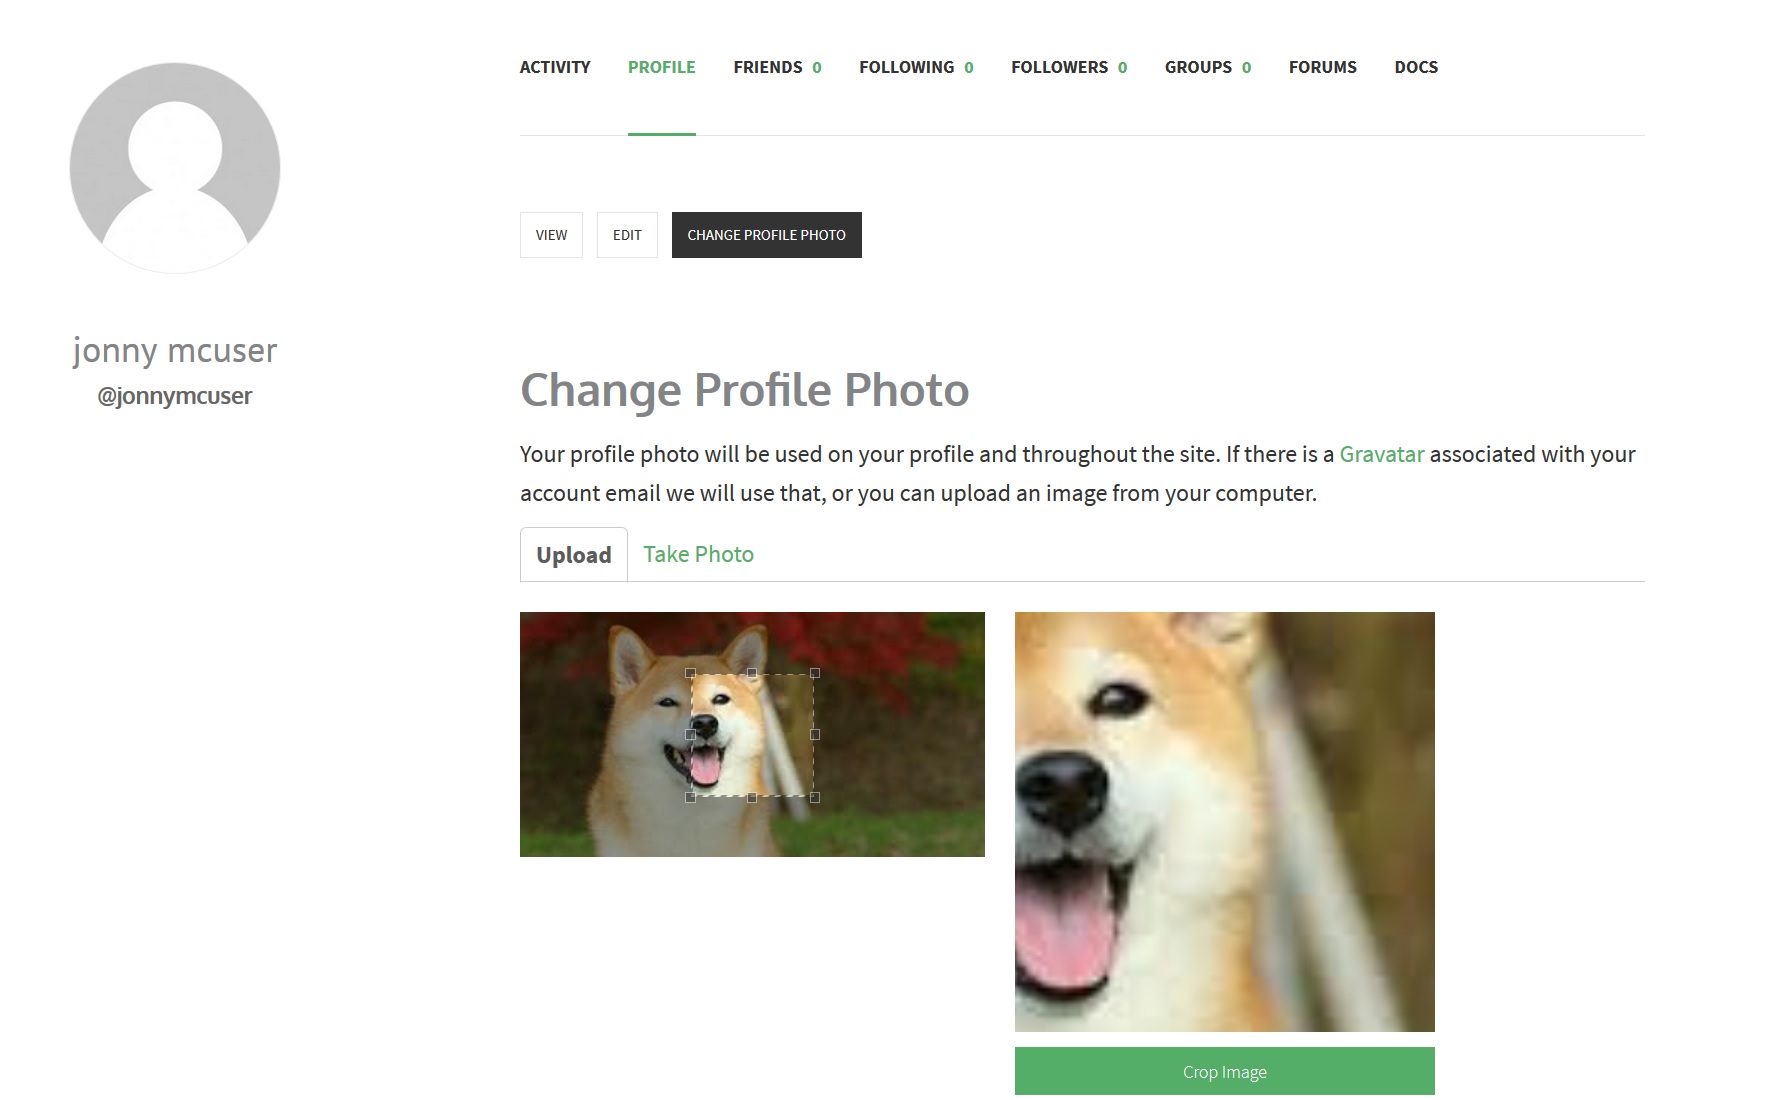 ACTIVITY PROFILE FRIENDS 0 FOLLOWING 0 FOLLOWERS 0 GROUPS 0 FORUMS DOCS
VIEW EDIT CHANGE PROFILE PHOTO
jonny mcuser
@jonnymcuser
Change Profile Photo
Your profile photo will be used on your profile and throughout the site. If there is a Gravatar associated with your
account email we will use that, or you can upload an image from your computer.
Upload Take Photo
Crop Image